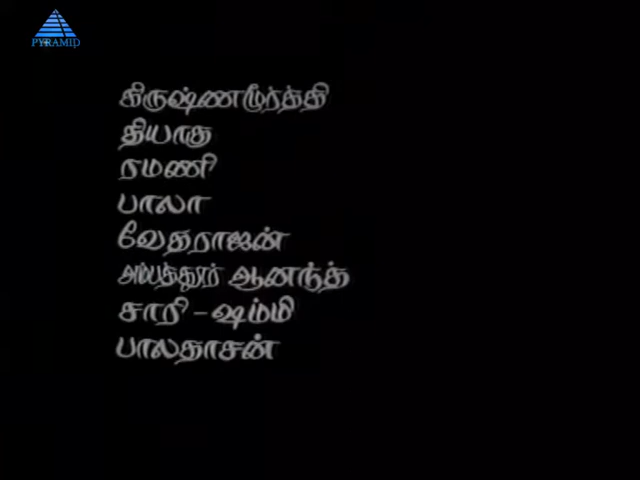 PYRAMID
கிருஷ்ணமூர்த்தி
தியாகு
ரமணி
பாலா
வேதராஜன்
அம்பத்தூர் ஆனந்த்
சாரி - ஷம்மி
பாலதாசன்